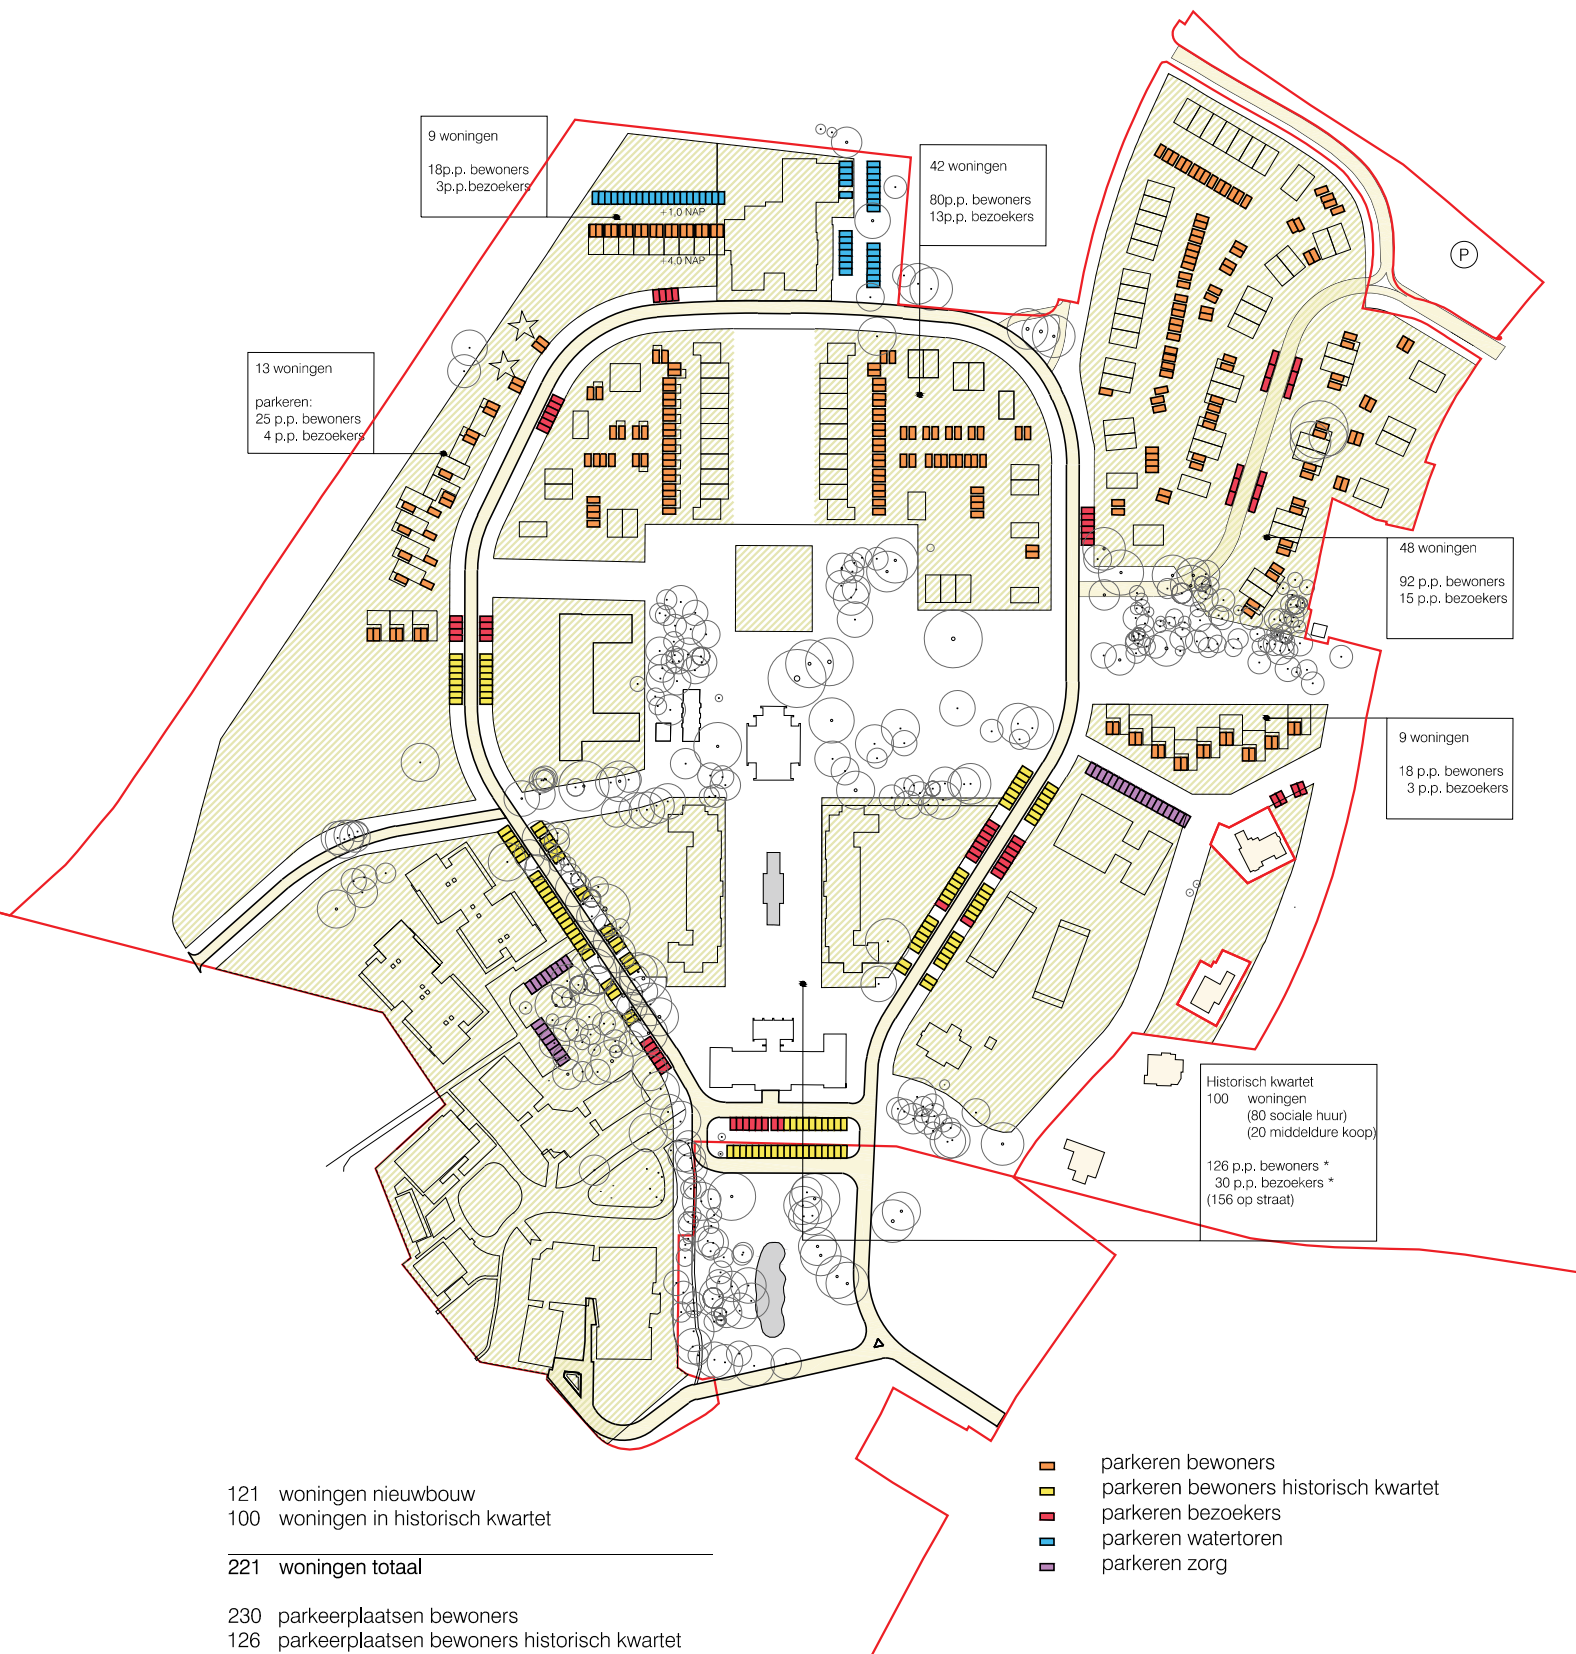 9 woningen
18p.p. bewoners
3p.p.bezoekers
42 woningen
80p.p. bewoners
13p.p. bezoekers
+1,0 NAP
+4,0 NAP
P
13 woningen
parkeren:
25 p.p. bewoners
4 p.p. bezoekers
48 woningen
92 p.p. bewoners
15 p.p. bezoekers
9 woningen
18 p.p. bewoners
3 p.p. bezoekers
Historisch kwartet
100 woningen
(80 sociale huur)
(20 middeldure koop)
126 p.p. bewoners *
30 p.p. bezoekers *
(156 op straat)
121 woningen nieuwbouw
100 woningen in historisch kwartet
221 woningen totaal
230 parkeerplaatsen bewoners
126 parkeerplaatsen bewoners historisch kwartet
parkeren bewoners
parkeren bewoners historisch kwartet
parkeren bezoekers
parkeren watertoren
parkeren zorg